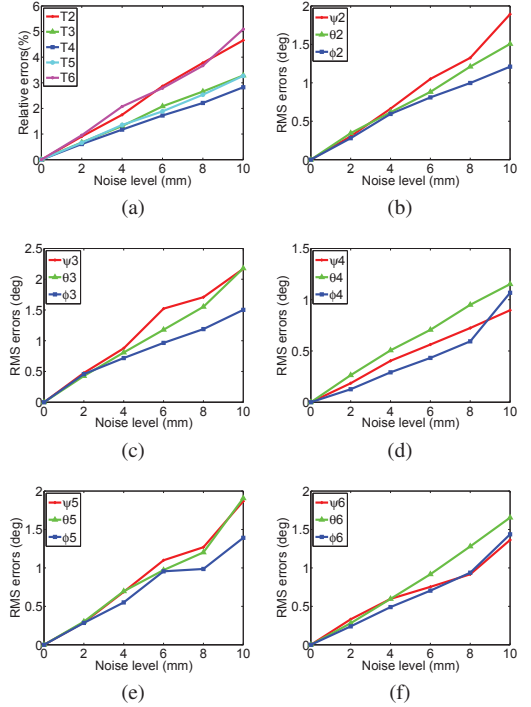 T2
T3
T4
T5
T6
Relative errors(%)
6
5
4
3
2
1
0
0 2 4 6 8 10
Noise level (mm)
(a)
ψ2
θ2
ϕ2
RMS errors (deg)
2
1.5
1
0.5
0
0 2 4 6 8 10
Noise level (mm)
(b)
ψ3
θ3
ϕ3
RMS errors (deg)
2.5
2
1.5
1
0.5
0
0 2 4 6 8 10
Noise level (mm)
(c)
ψ4
θ4
ϕ4
RMS errors (deg)
1.5
1
0.5
0
0 2 4 6 8 10
Noise level (mm)
(d)
ψ5
θ5
ϕ5
RMS errors (deg)
2
1.5
1
0.5
0
0 2 4 6 8 10
Noise level (mm)
(e)
ψ6
θ6
ϕ6
RMS errors (deg)
2
1.5
1
0.5
0
0 2 4 6 8 10
Noise level (mm)
(f)